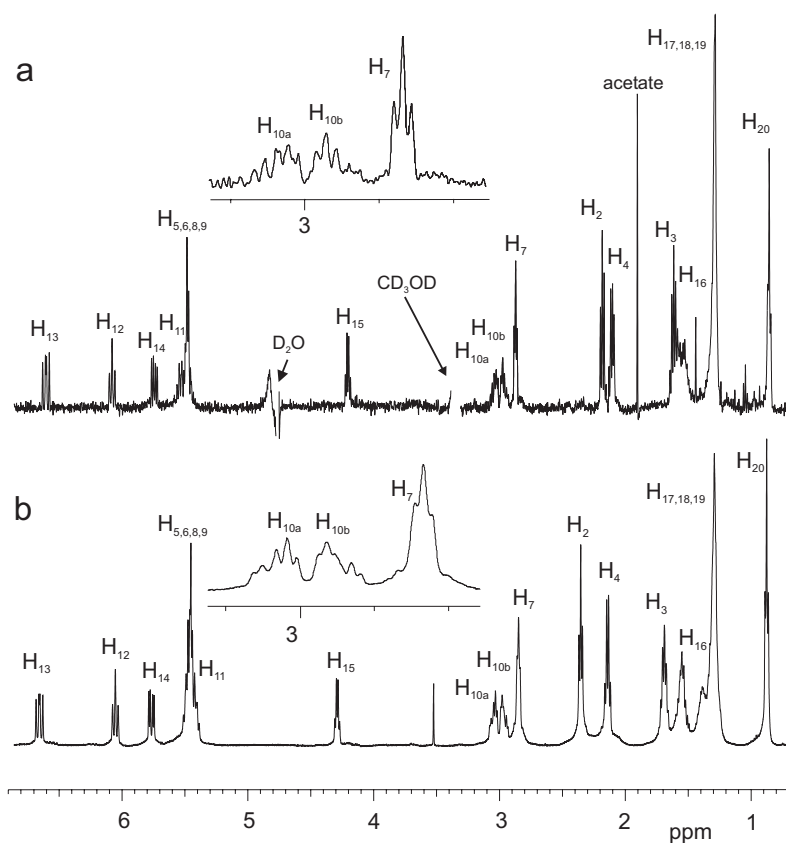 a
H17,18,19
acetate
H20
H7
H10a
H10b
3
H2
H4
H3
H16
H5,6,8,9
CD3OD
H7
H13
H12
H14
H11
D2O
H15
H10b
H10a
b
H20
H17,18,19
H5,6,8,9
H10a
H10b
H7
3
H2
H4
H7
H3
H16
H13
H12
H14
H11
H15
H10b
H10a
6 5 4 3 2 ppm 1